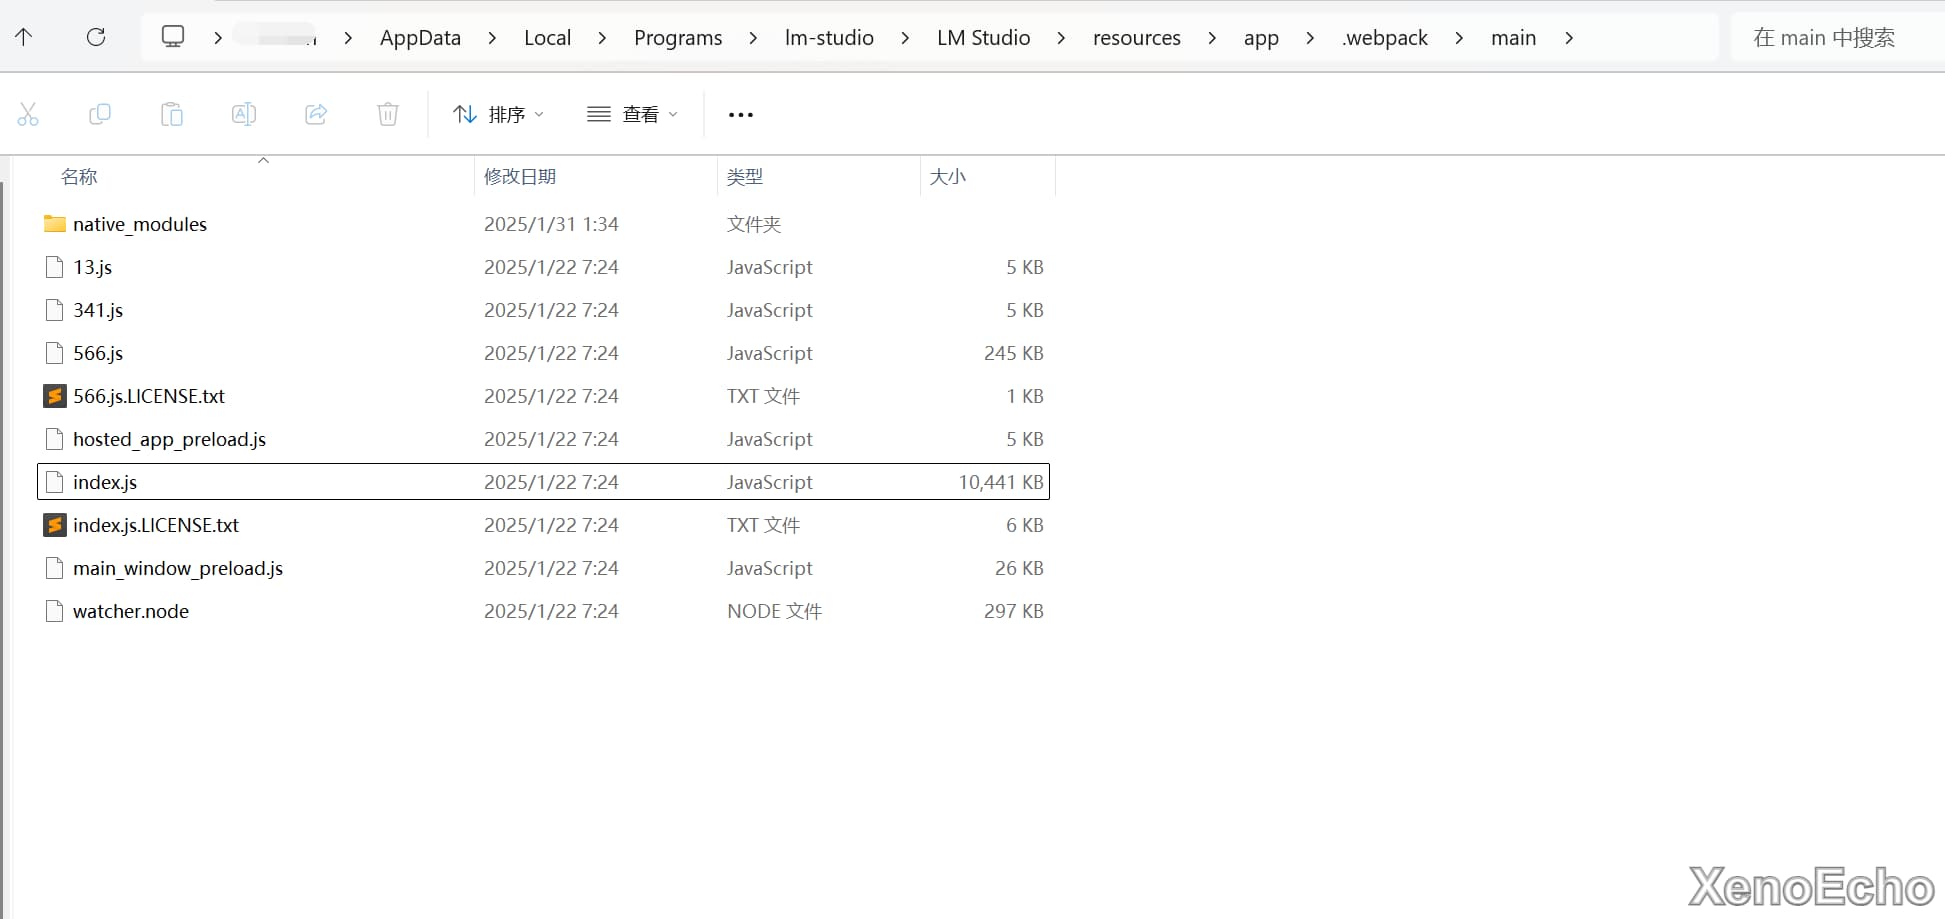 AppData > Local > Programs > lm-studio > LM Studio > resources > app > .webpack > main > 在 main 中搜索
排序 查看
名称 修改日期 类型 大小
native_modules 2025/1/31 1:34 文件夹
13.js 2025/1/22 7:24 JavaScript 5 KB
341.js 2025/1/22 7:24 JavaScript 5 KB
566.js 2025/1/22 7:24 JavaScript 245 KB
566.js.LICENSE.txt 2025/1/22 7:24 TXT 文件 1 KB
hosted_app_preload.js 2025/1/22 7:24 JavaScript 5 KB
index.js 2025/1/22 7:24 JavaScript 10,441 KB
index.js.LICENSE.txt 2025/1/22 7:24 TXT 文件 6 KB
main_window_preload.js 2025/1/22 7:24 JavaScript 26 KB
watcher.node 2025/1/22 7:24 NODE 文件 297 KB
XenoEcho